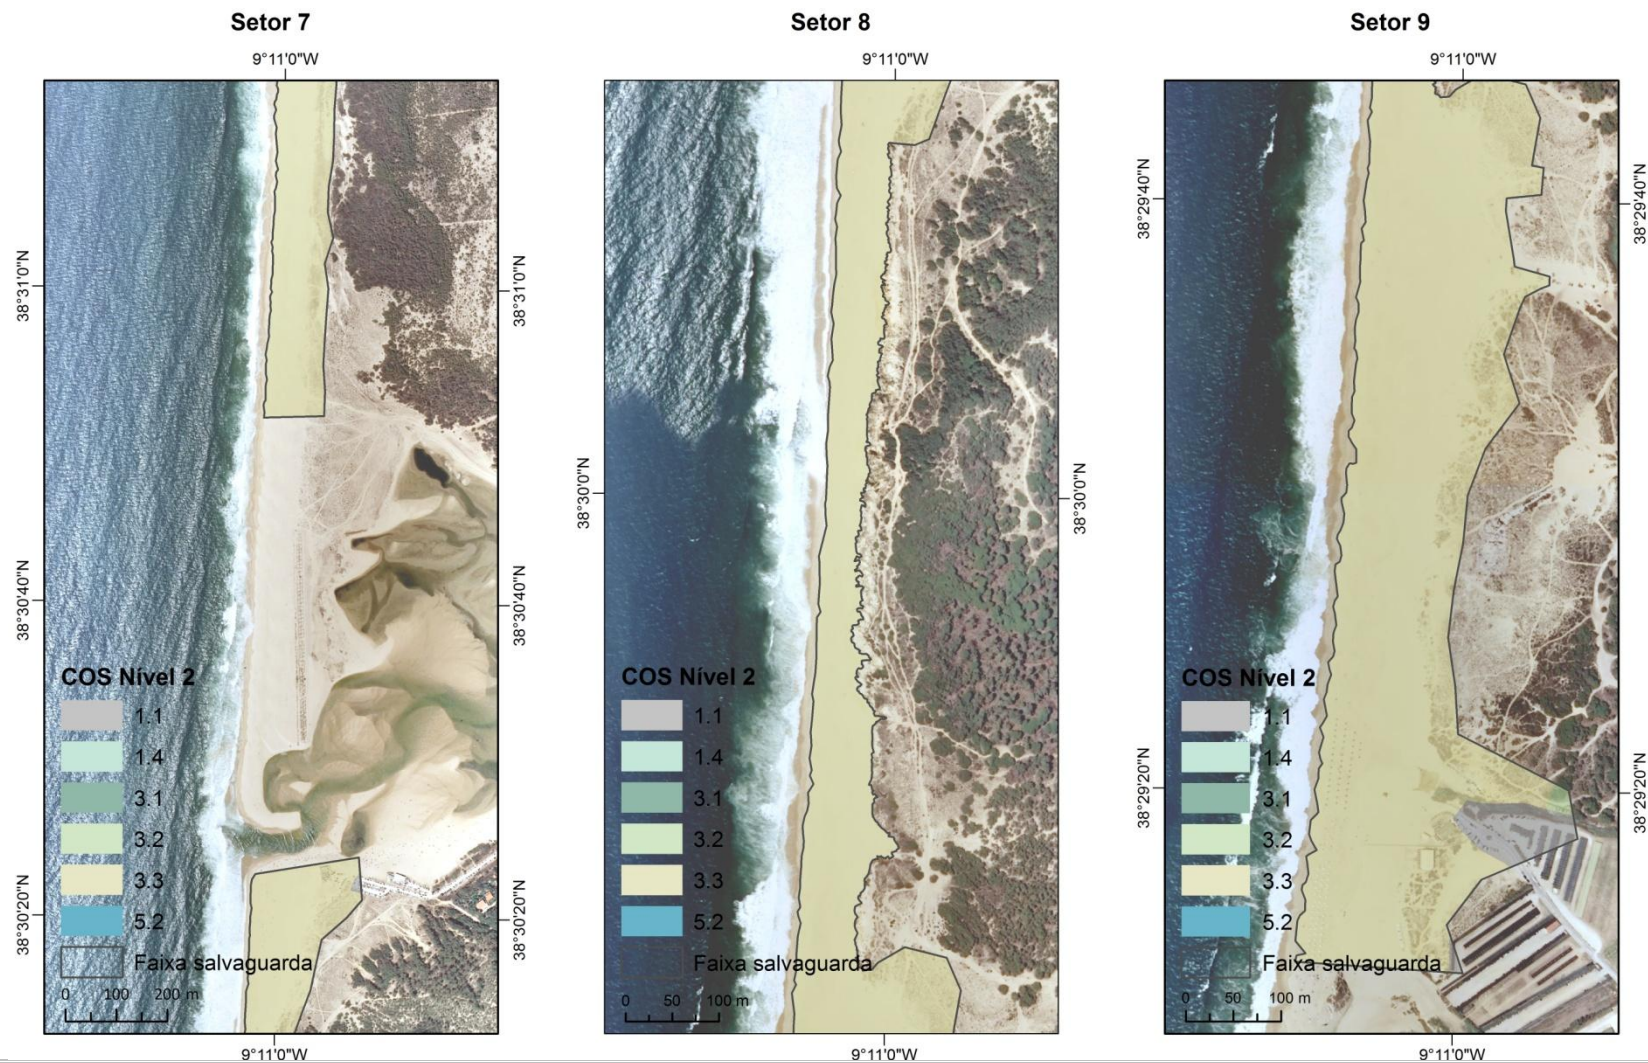 Setor 7
9°11'0"W
38°31'0"N
38°31'0"N
38°30'40"N
38°30'40"N
COS Nível 2
1.1
1.4
3.1
3.2
3.3
5.2
Faixa salvaguarda
38°30'20"N
38°30'20"N
0 100 200 m
9°11'0"W
Setor 8
9°11'0"W
38°30'0"N
38°30'0"N
COS Nível 2
1.1
1.4
3.1
3.2
3.3
5.2
Faixa salvaguarda
0 50 100 m
9°11'0"W
Setor 9
9°11'0"W
38°29'40"N
38°29'40"N
COS Nível 2
1.1
1.4
3.1
3.2
3.3
5.2
Faixa salvaguarda
38°29'20"N
38°29'20"N
0 50 100 m
9°11'0"W